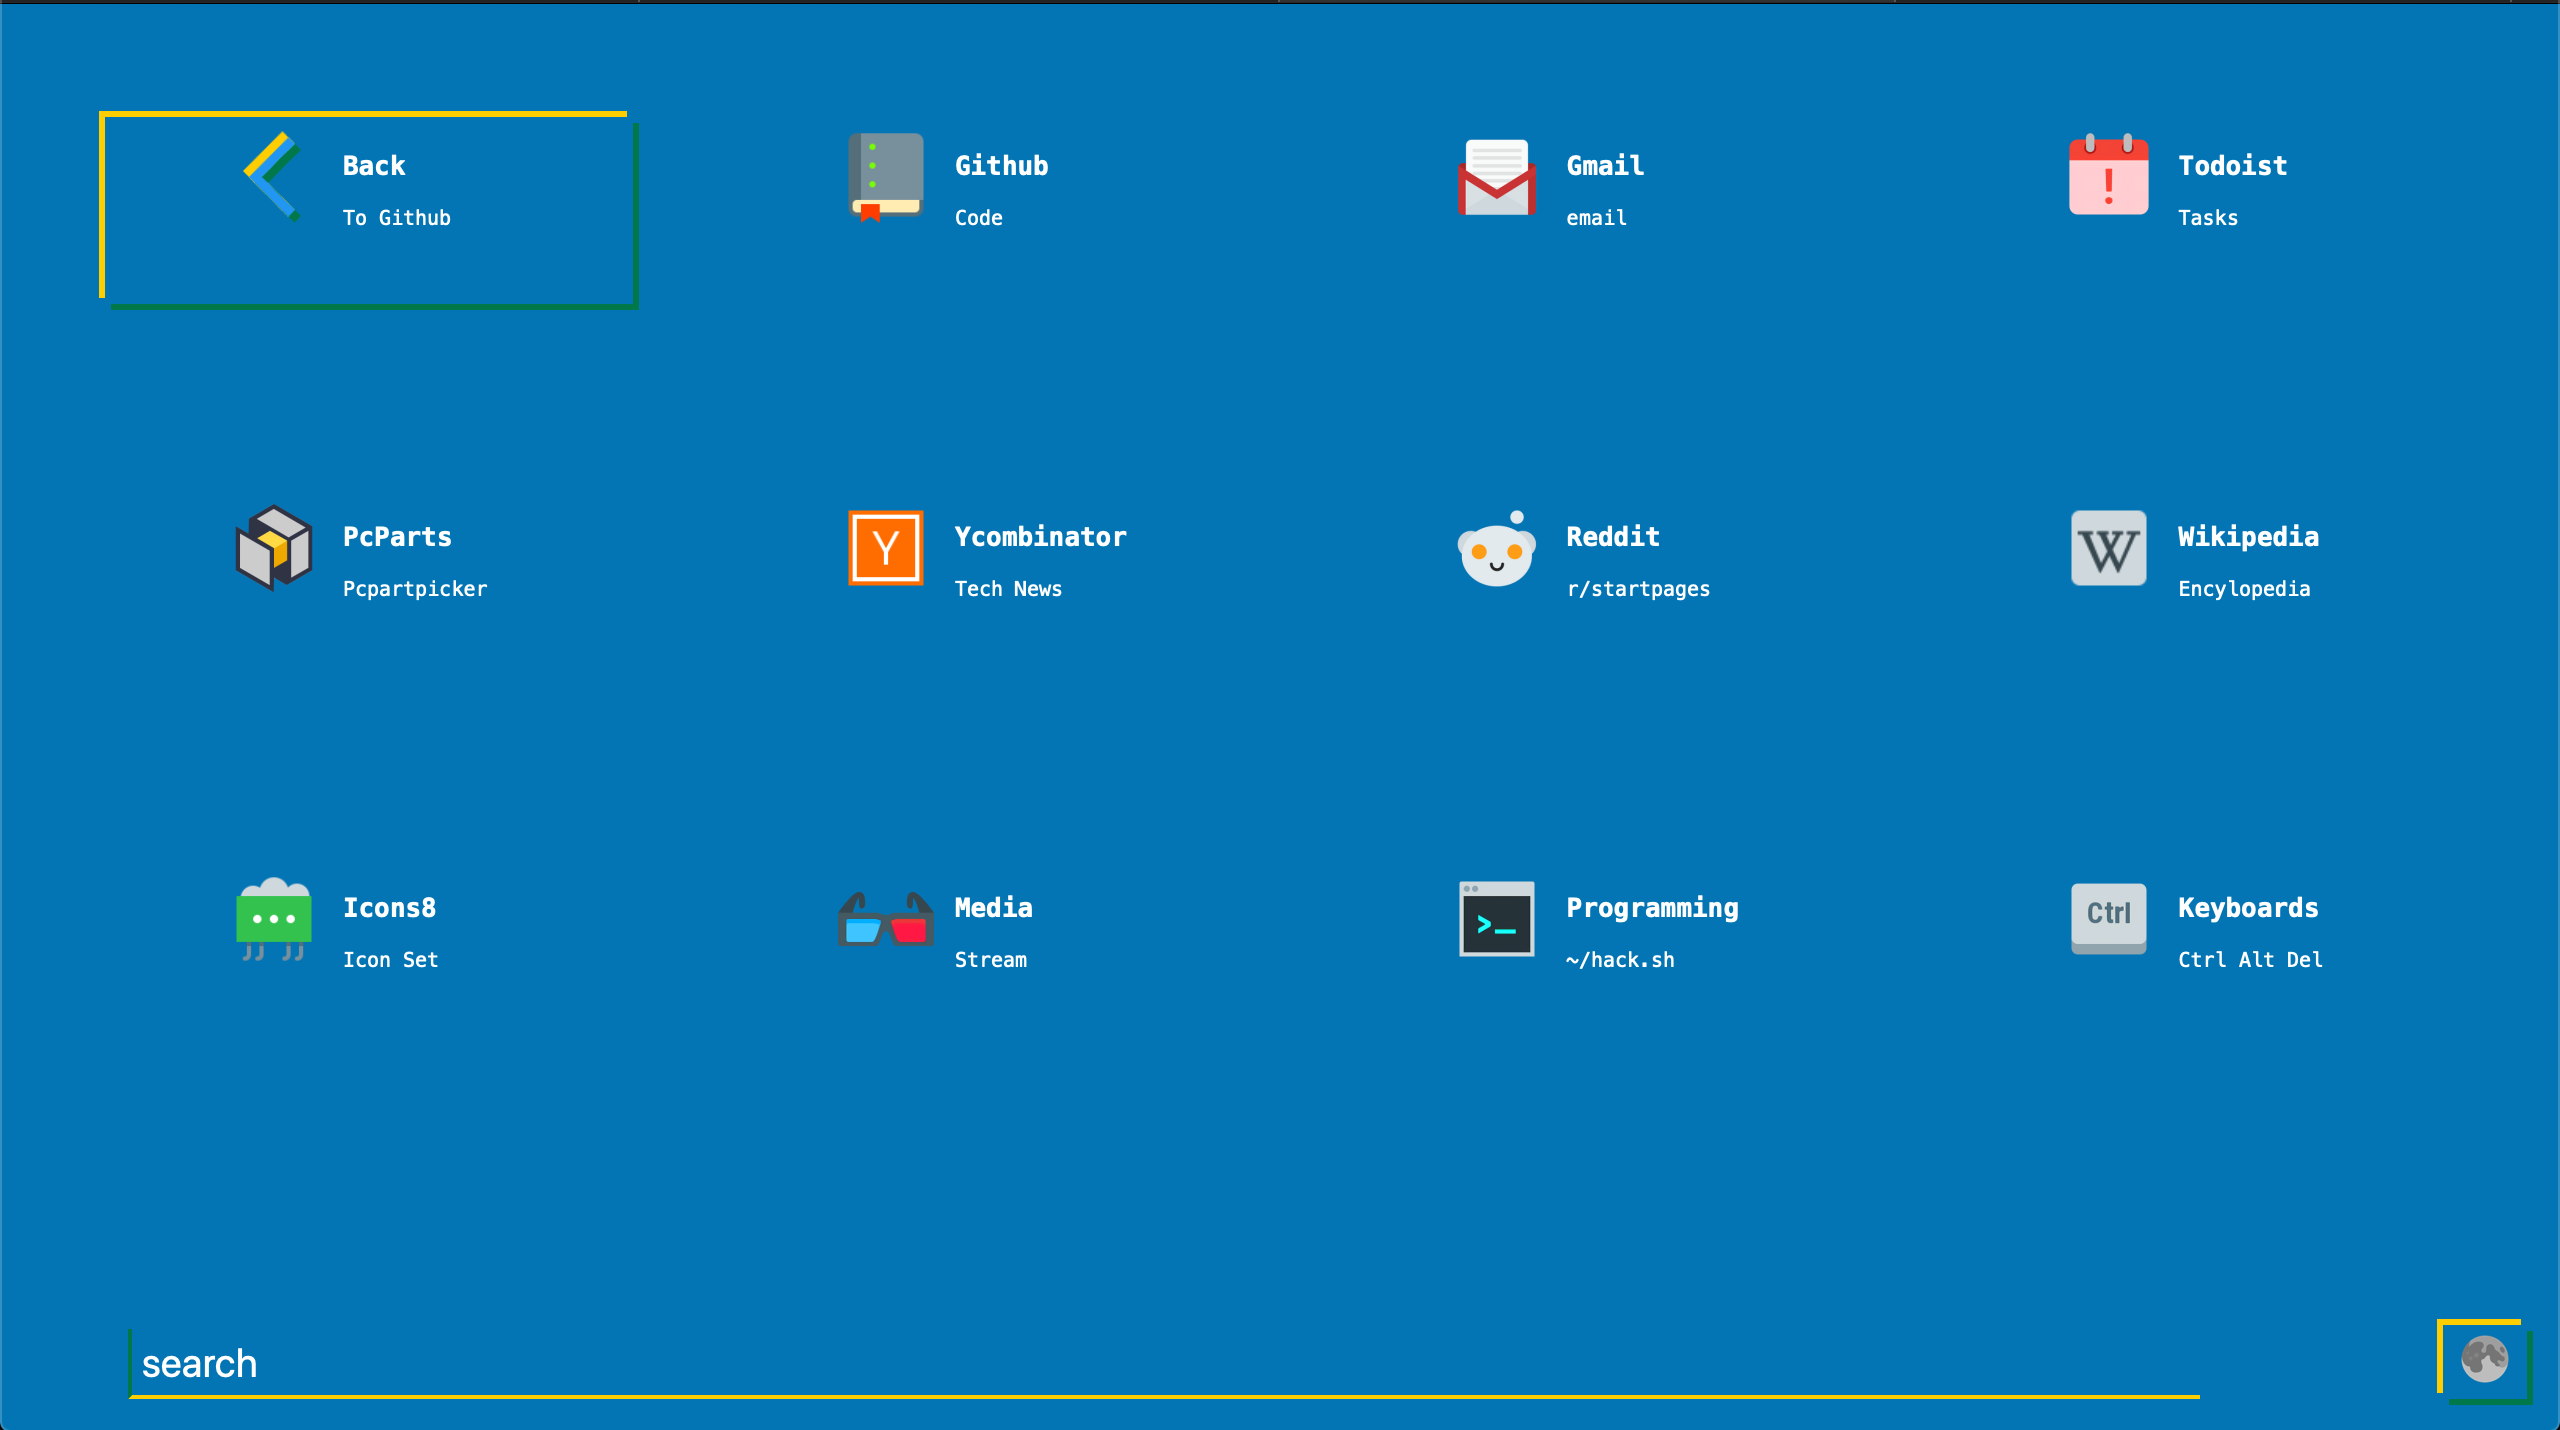 Back
To Github
Github
Code
Gmail
email
Todoist
Tasks
PcParts
Pcpartpicker
Y
Ycombinator
Tech News
Reddit
r/startpages
W
Wikipedia
Encylopedia
Icons8
Icon Set
Media
Stream
>_
Programming
~/hack.sh
Ctrl
Keyboards
Ctrl Alt Del
search